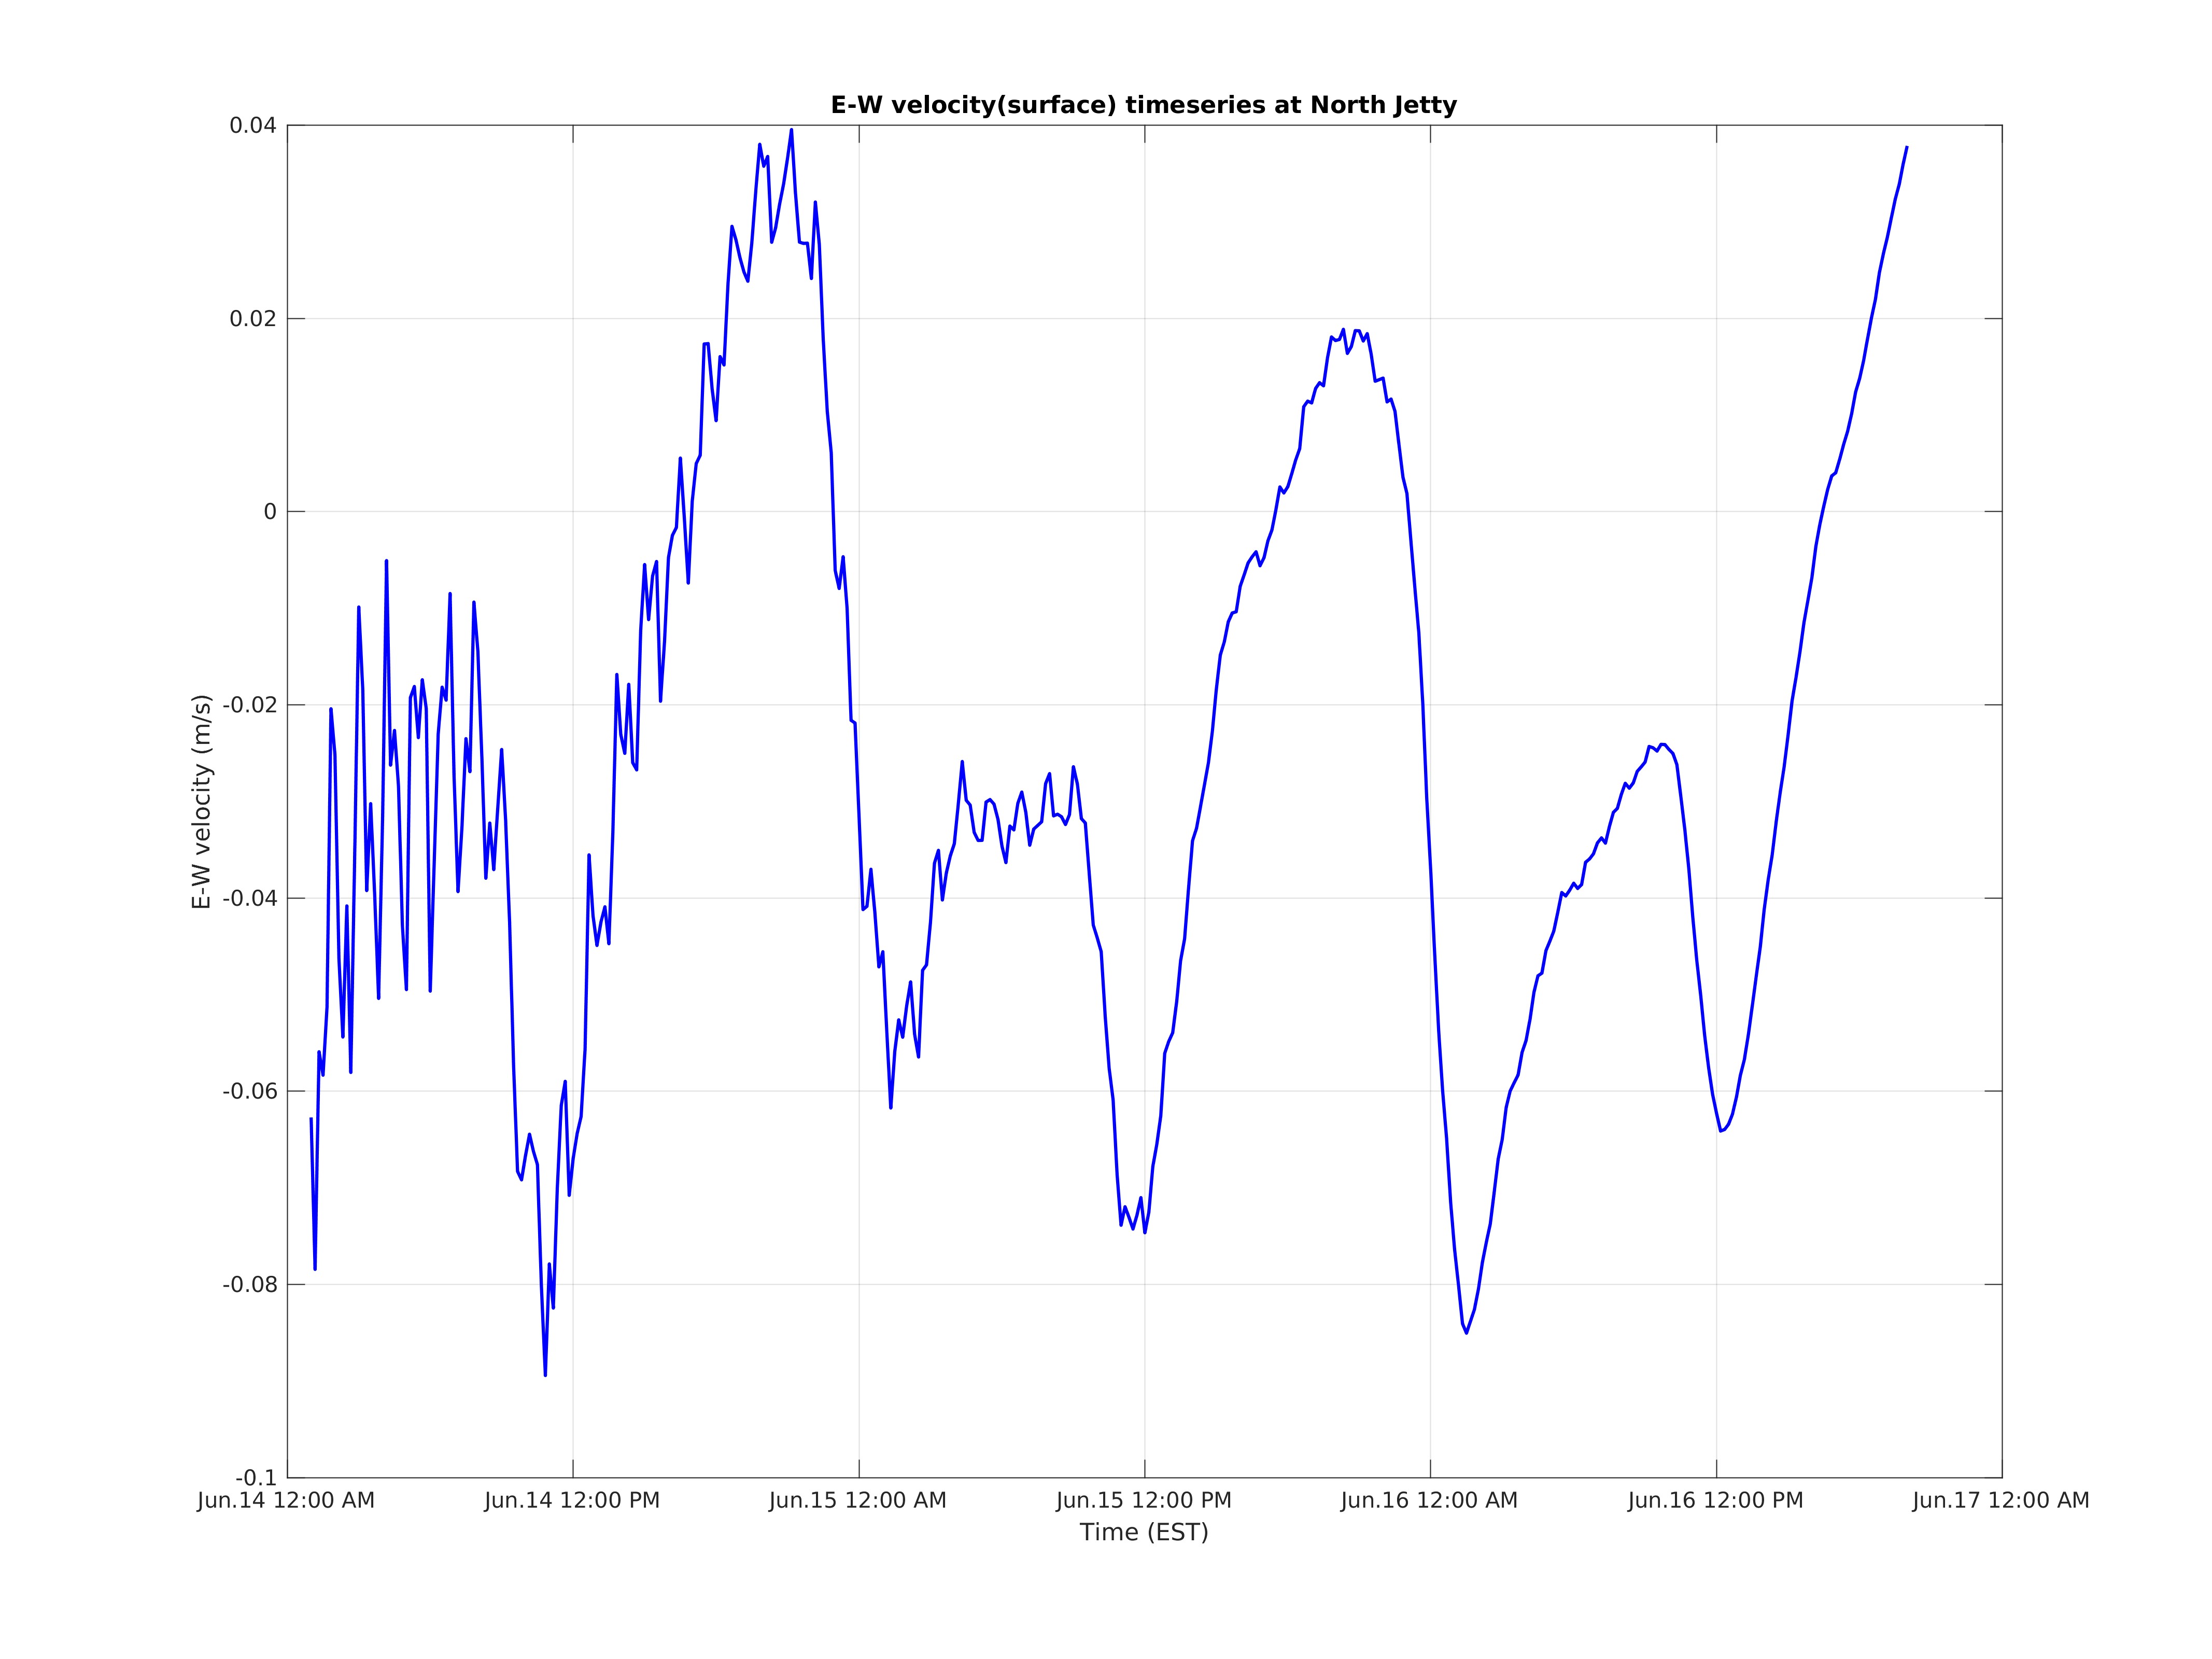 E-W velocity(surface) timeseries at North Jetty
0.04
0.02
0
-0.02
-0.04
-0.06
-0.08
-0.1
E-W velocity (m/s)
Jun.14 12:00 AM
Jun.14 12:00 PM
Jun.15 12:00 AM
Jun.15 12:00 PM
Jun.16 12:00 AM
Jun.16 12:00 PM
Jun.17 12:00 AM
Time (EST)